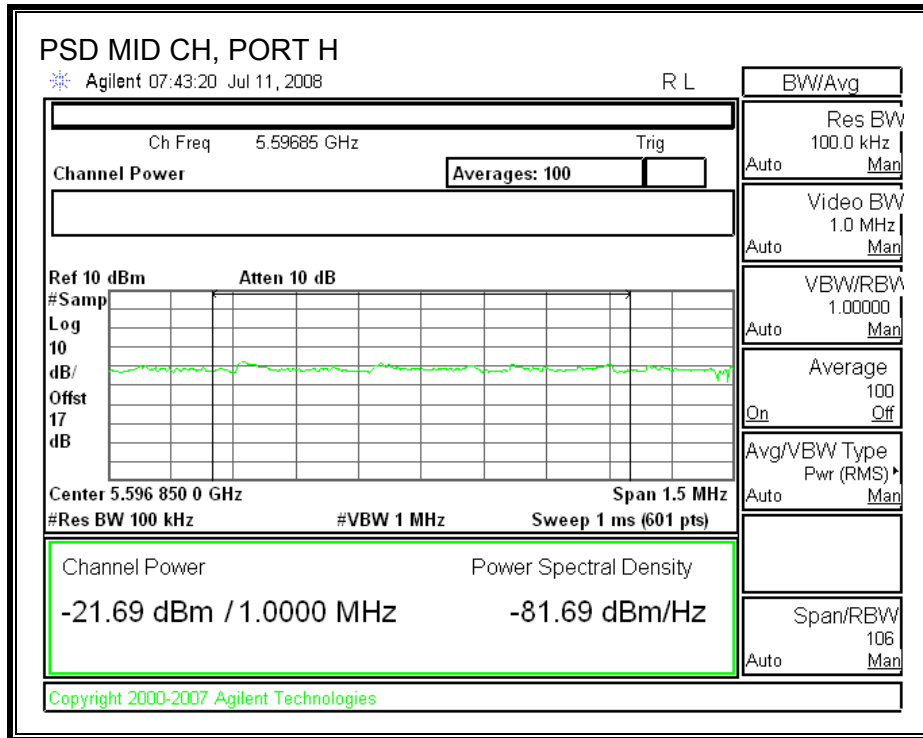 PSD MID CH, PORT H
Agilent 07:43:20 Jul 11, 2008 R L
Ch Freq 5.59685 GHz Trig
Channel Power Averages: 100
Ref 10 dBm Atten 10 dB
#Samp
Log
10
dB/
Offst
17
dB
Center 5.596 850 0 GHz Span 1.5 MHz
#Res BW 100 kHz #VBW 1 MHz Sweep 1 ms (601 pts)
Channel Power Power Spectral Density
-21.69 dBm / 1.0000 MHz -81.69 dBm/Hz
Copyright 2000-2007 Agilent Technologies
BW/Avg
Res BW
100.0 kHz
Auto Man
Video BW
1.0 MHz
Auto Man
VBW/RBW
1.00000
Auto Man
Average
100
On Off
Avg/VBW Type
Pwr (RMS)
Auto Man
Span/RBW
106
Auto Man